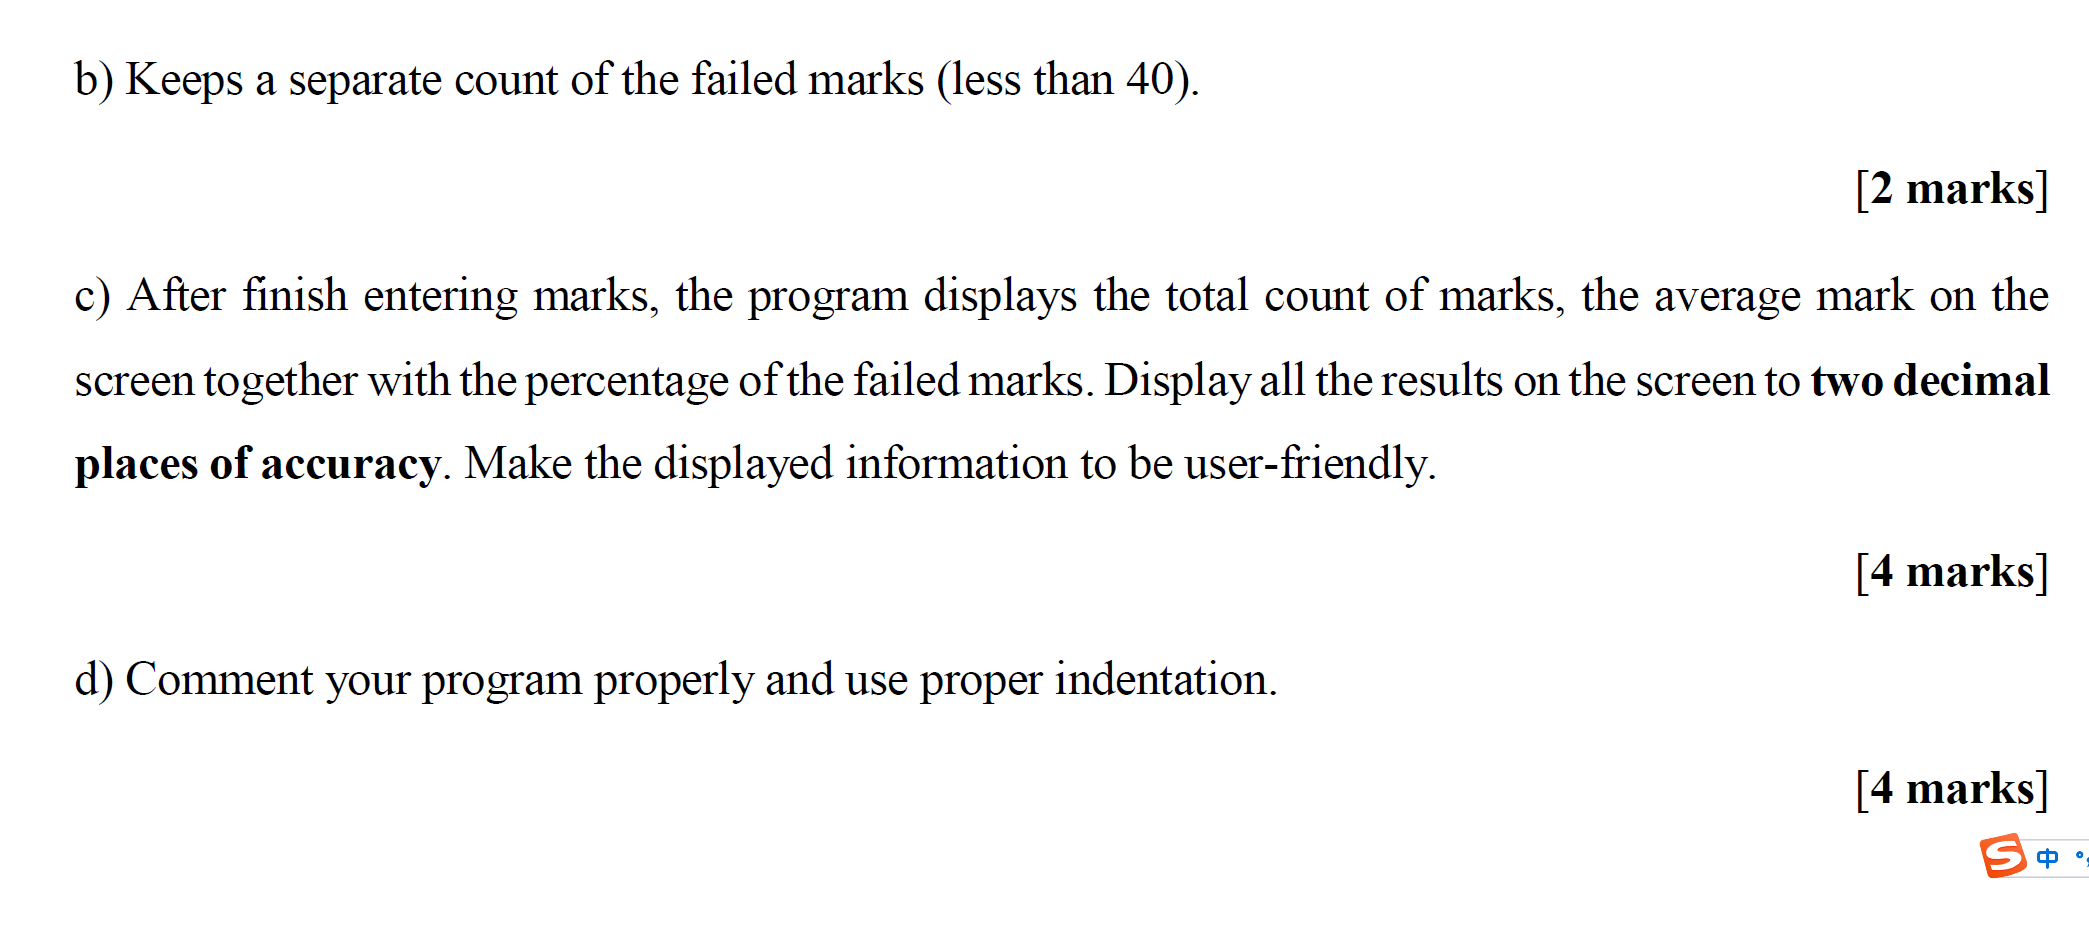 b) Keeps a separate count of the failed marks (less than 40).
[2 marks]
c) After finish entering marks, the program displays the total count of marks, the average mark on the
screen together with the percentage of the failed marks. Display all the results on the screen to two decimal
places of accuracy. Make the displayed information to be user-friendly.
[4 marks]
d) Comment your program properly and use proper indentation.
[4 marks]
S 中 °,